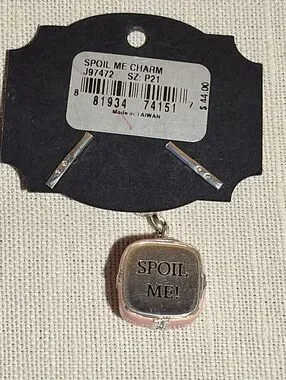 SPOIL ME CHARM
J97472 SZ: P21
8 81934 74151 7
$ 44.00
Made in TAIWAN
SPOIL
ME!